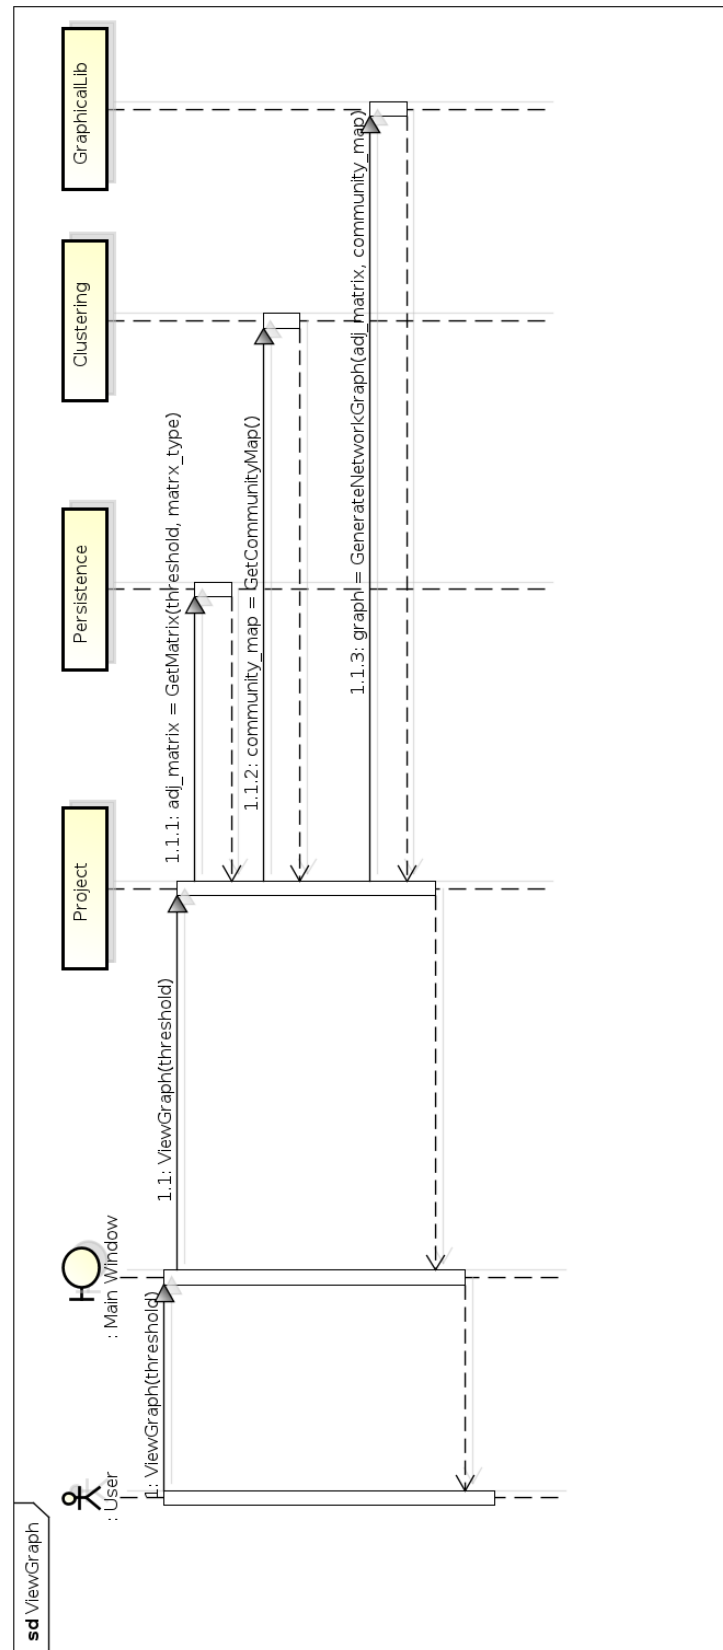 sd ViewGraph
: User
: Main Window
Project
Persistence
Clustering
GraphicalLib
1: ViewGraph(threshold)
1.1: ViewGraph(threshold)
1.1.1: adj_matrix = GetMatrix(threshold, matrx_type)
1.1.2: community_map = GetCommunityMap()
1.1.3: graph = GenerateNetworkGraph(adj_matrix, community_map)